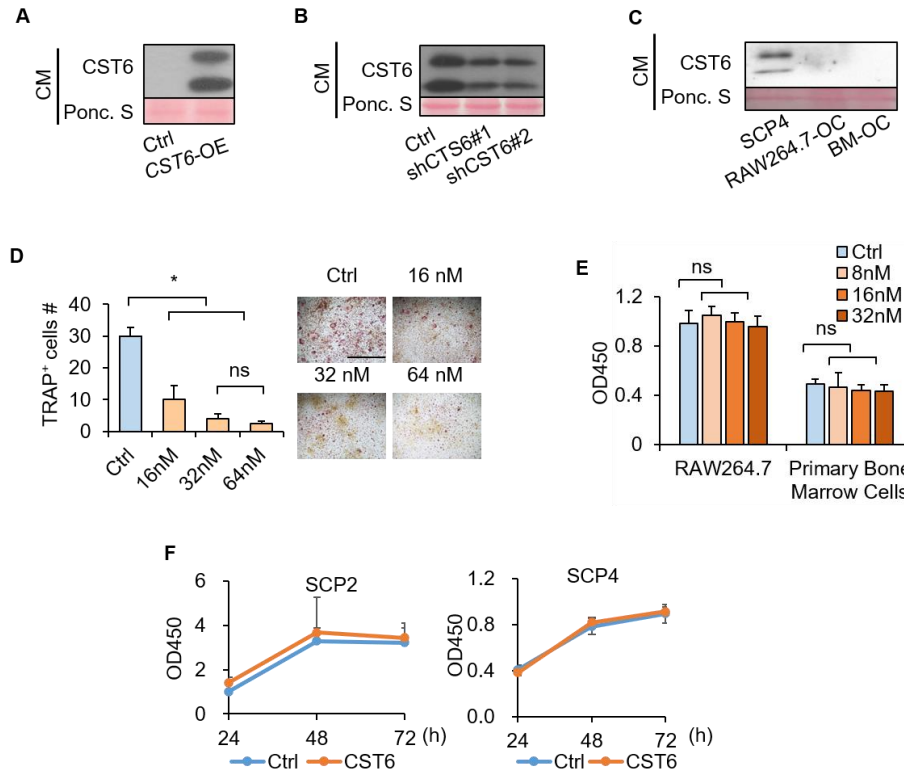 A
CM
CST6
Ponc. S
Ctrl
CST6-OE
B
CM
CST6
Ponc. S
Ctrl
shCTS6#1
shCST6#2
C
CM
CST6
Ponc. S
SCP4
RAW264.7-OC
BM-OC
D
TRAP+ cells #
40
30
20
10
0
*
ns
Ctrl
16nM
32nM
64nM
Ctrl
16 nM
32 nM
64 nM
E
OD450
1.2
0.8
0.4
0
ns
ns
Ctrl
8nM
16nM
32nM
RAW264.7
Primary Bone
Marrow Cells
F
SCP2
OD450
6
4
2
0
24
48
72
(h)
Ctrl
CST6
SCP4
OD450
1.2
0.8
0.4
0.0
24
48
72
(h)
Ctrl
CST6